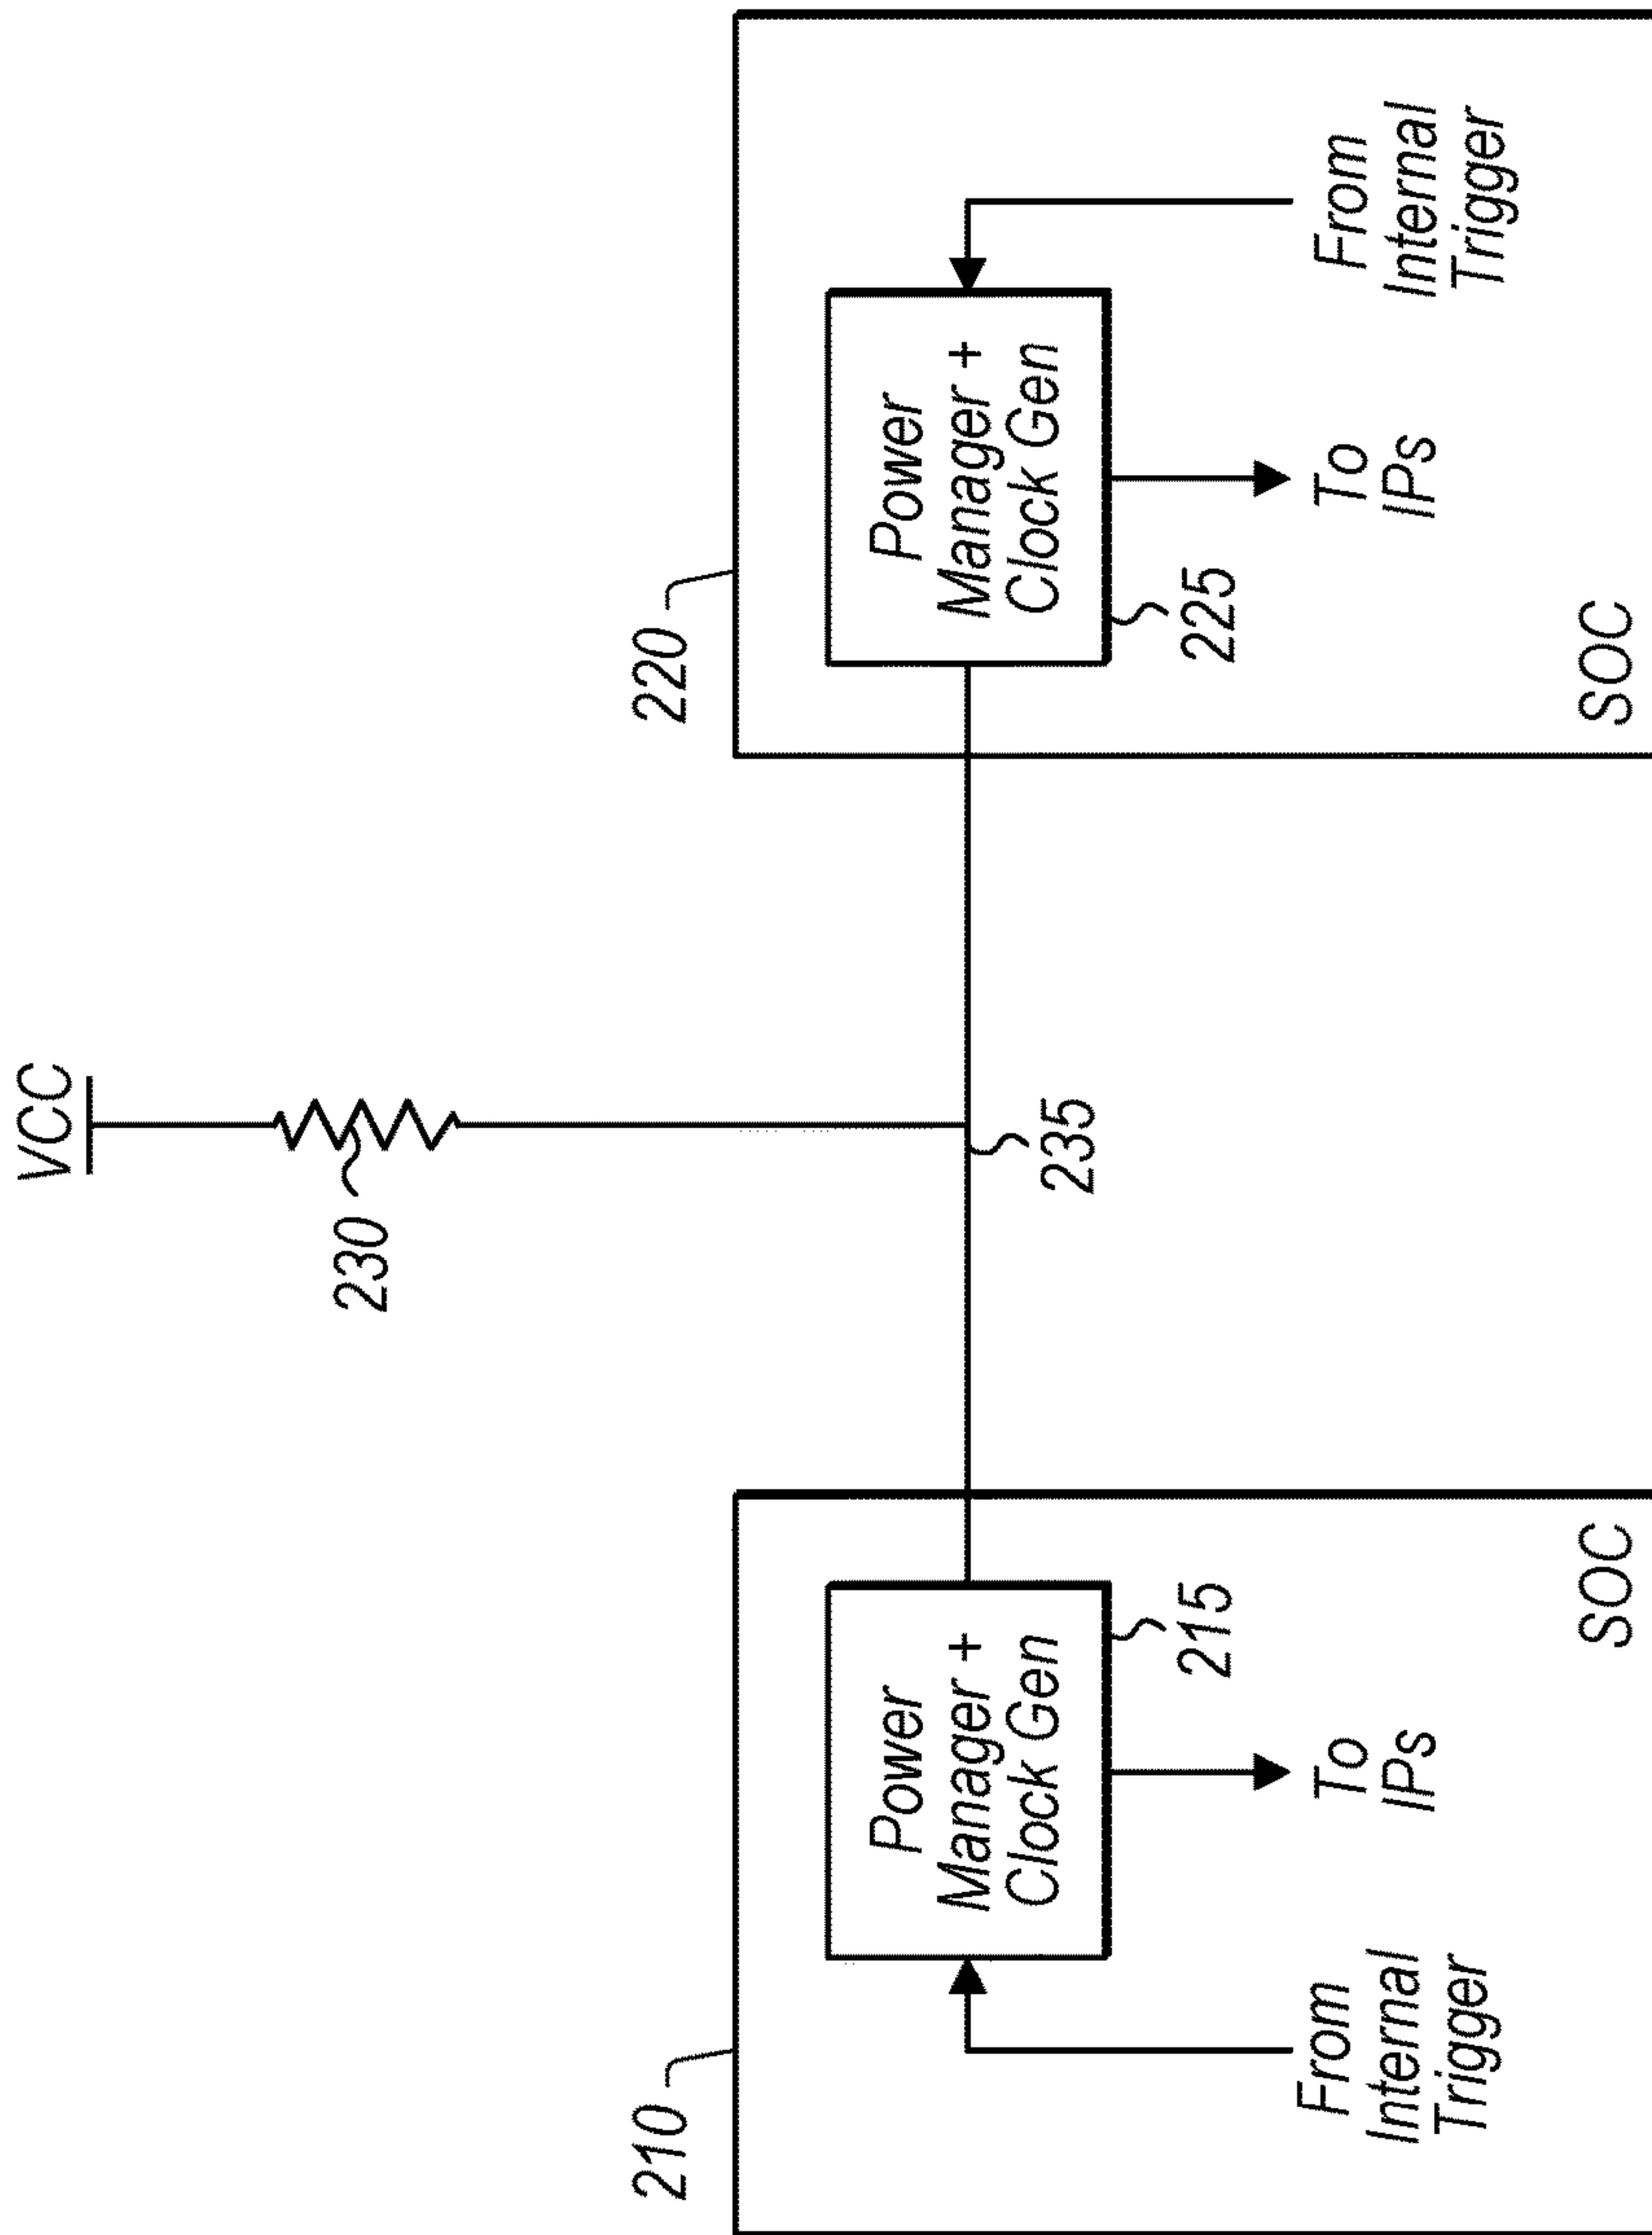 VCC
230
235
210
220
Power
Manager +
Clock Gen
215
From
Internal
Trigger
To
IPs
SOC
Power
Manager +
Clock Gen
225
To
IPs
From
Internal
Trigger
SOC